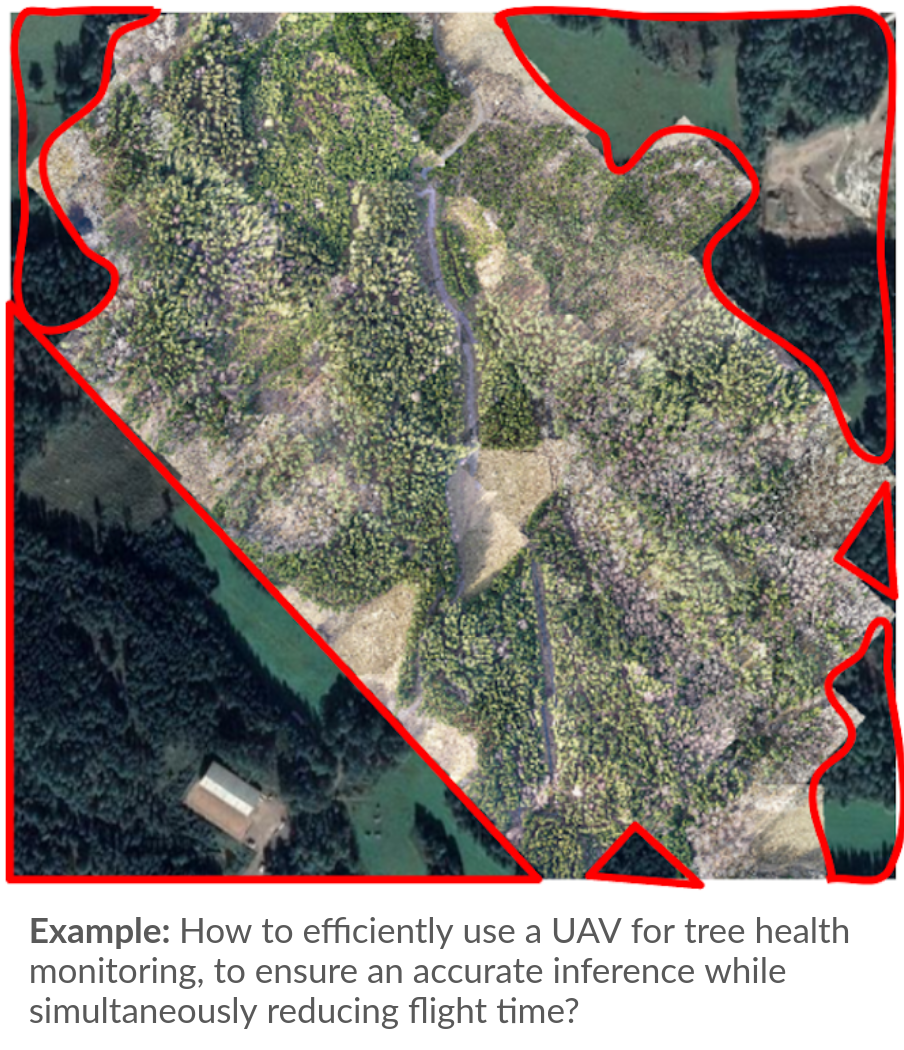 Example: How to efficiently use a UAV for tree health
monitoring, to ensure an accurate inference while
simultaneously reducing flight time?